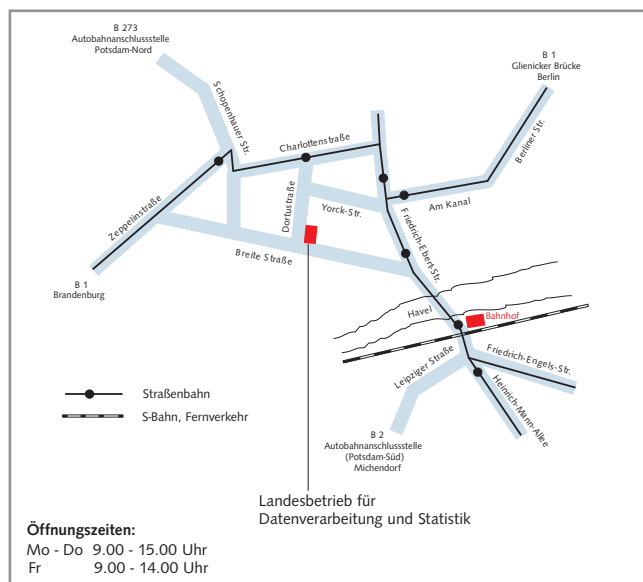 B 273
Autobahnanschlussstelle
Potsdam-Nord
B 1
Glienicker Brücke
Berlin
Schopenhauer
Str.
Charlottenstraße
Berliner Str.
Zeppelinstraße
Dortustraße
Yorck-Str.
Am Kanal
Friedrich-Ebert-Str.
Breite Straße
B 1
Brandenburg
Havel
Bahnhof
Leipziger Straße
Friedrich-Engels-Str.
Heinrich-Mann-Allee
Straßenbahn
S-Bahn, Fernverkehr
B 2
Autobahnanschlussstelle
(Potsdam-Süd)
Michendorf
Landesbetrieb für
Datenverarbeitung und Statistik
Öffnungszeiten:
Mo - Do 9.00 - 15.00 Uhr
Fr 9.00 - 14.00 Uhr